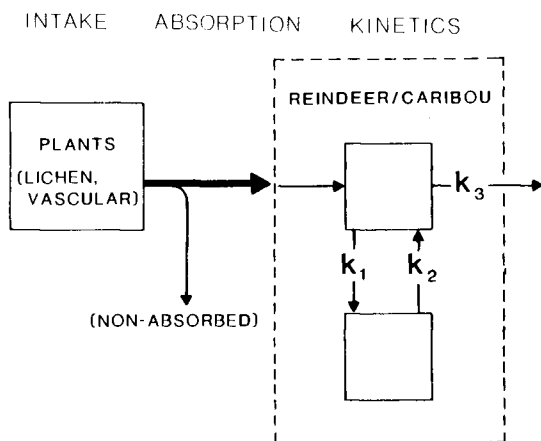 INTAKE ABSORPTION KINETICS
REINDEER/CARIBOU
PLANTS
(LICHEN,
VASCULAR)
k₃
k₁ k₂
(NON-ABSORBED)